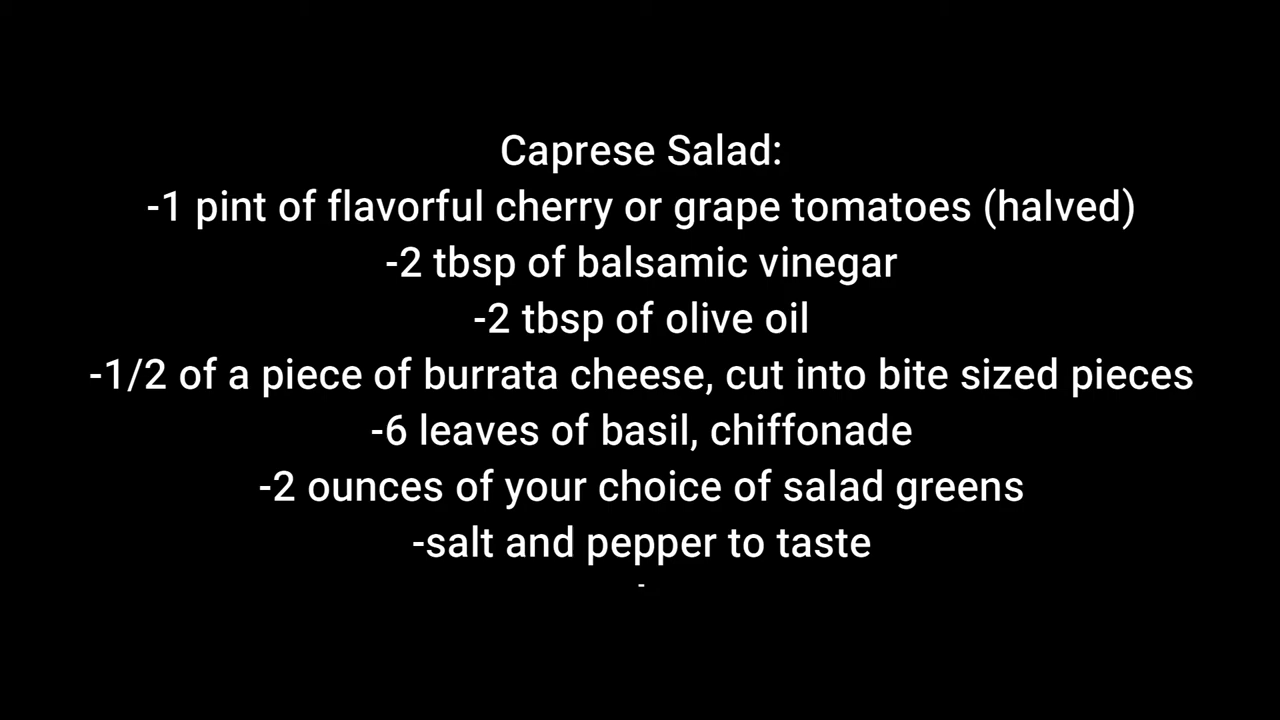 Caprese Salad:
-1 pint of flavorful cherry or grape tomatoes (halved)
-2 tbsp of balsamic vinegar
-2 tbsp of olive oil
-1/2 of a piece of burrata cheese, cut into bite sized pieces
-6 leaves of basil, chiffonade
-2 ounces of your choice of salad greens
-salt and pepper to taste
-